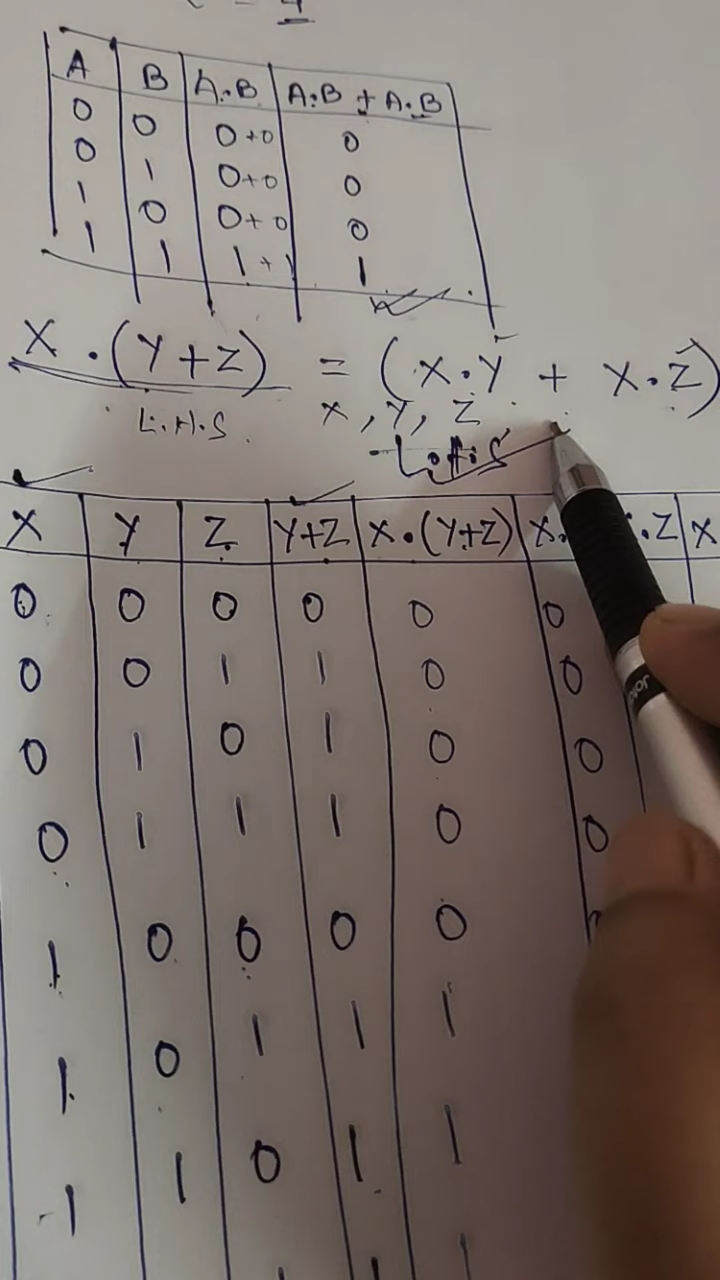 A B A.B A.B + A.B
0 0 0+0 0
0 1 0+0 0
1 0 0+0 0
1 1 1+1 1
X.(Y+Z) = (X.Y + X.Z)
L.H.S. X, Y, Z
X Y Z Y+Z X.(Y+Z) X. .Z X
0 0 0 0 0 0
0 0 1 1 0 0
0 1 0 1 0 0
0 1 1 1 0 0
1 0 0 0 0
1 0 1 1 1
1 1 0 1 1